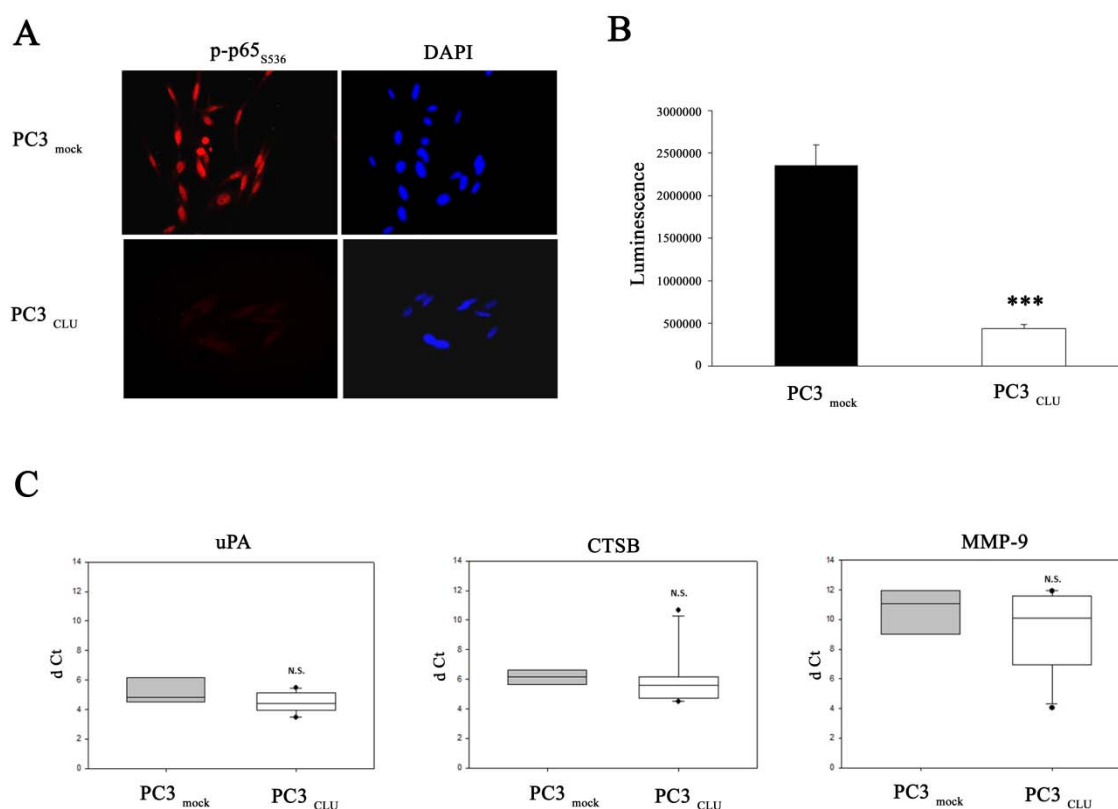 A
p-p65S536
DAPI
PC3 mock
PC3 CLU
B
3000000
2500000
2000000
1500000
1000000
500000
0
Luminescence
***
PC3 mock
PC3 CLU
C
uPA
14
12
10
8
6
4
2
0
d Ct
N.S.
PC3 mock
PC3 CLU
CTSB
14
12
10
8
6
4
2
0
d Ct
N.S.
PC3 mock
PC3 CLU
MMP-9
14
12
10
8
6
4
2
0
d Ct
N.S.
PC3 mock
PC3 CLU